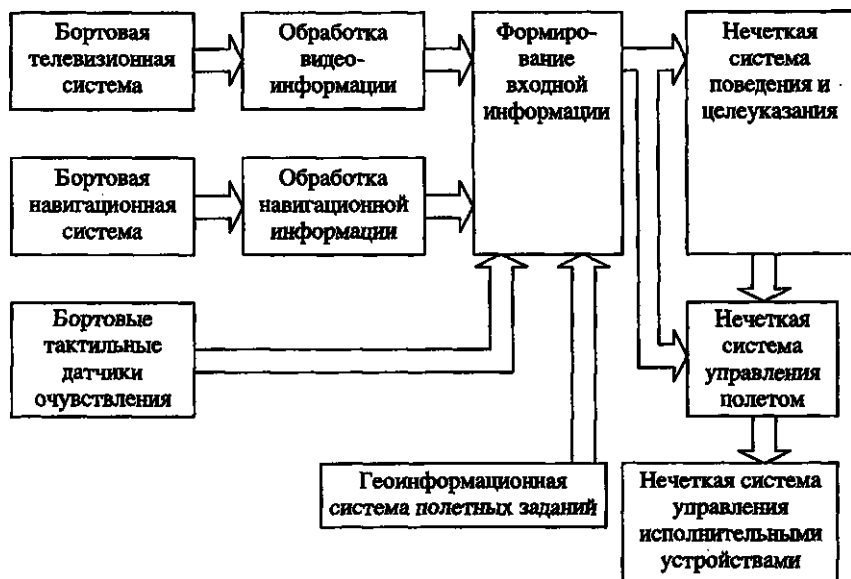 Бортовая
телевизионная
система
Обработка
видео-
информации
Формиро-
вание
входной
информации
Нечеткая
система
поведения и
целеуказания
Бортовая
навигационная
система
Обработка
навигационной
информации
Бортовые
тактильные
датчики
очувствления
Нечеткая
система
управления
полетом
Геоинформационная
система полетных заданий
Нечеткая система
управления
исполнительными
устройствами